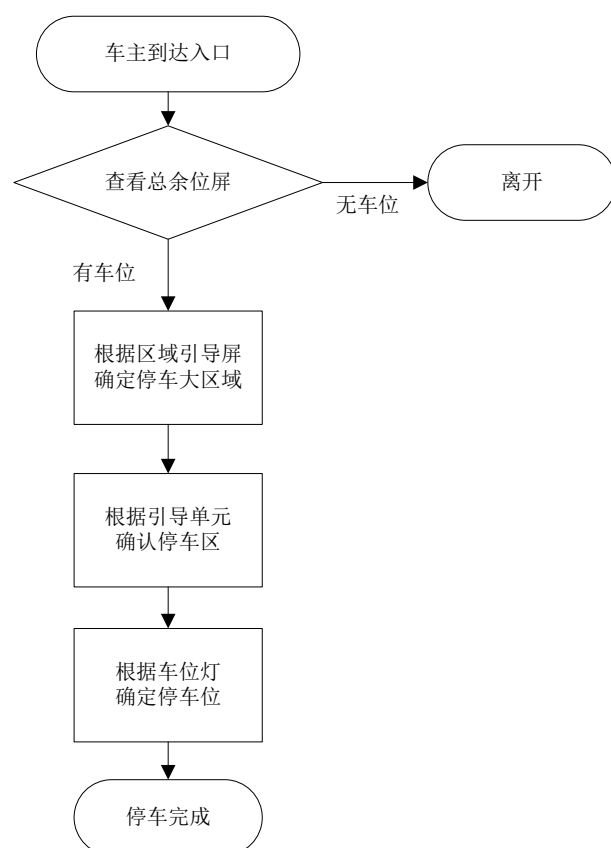 车主到达入口
查看总余位屏
离开
无车位
有车位
根据区域引导屏
确定停车大区域
根据引导单元
确认停车区
根据车位灯
确定停车位
停车完成